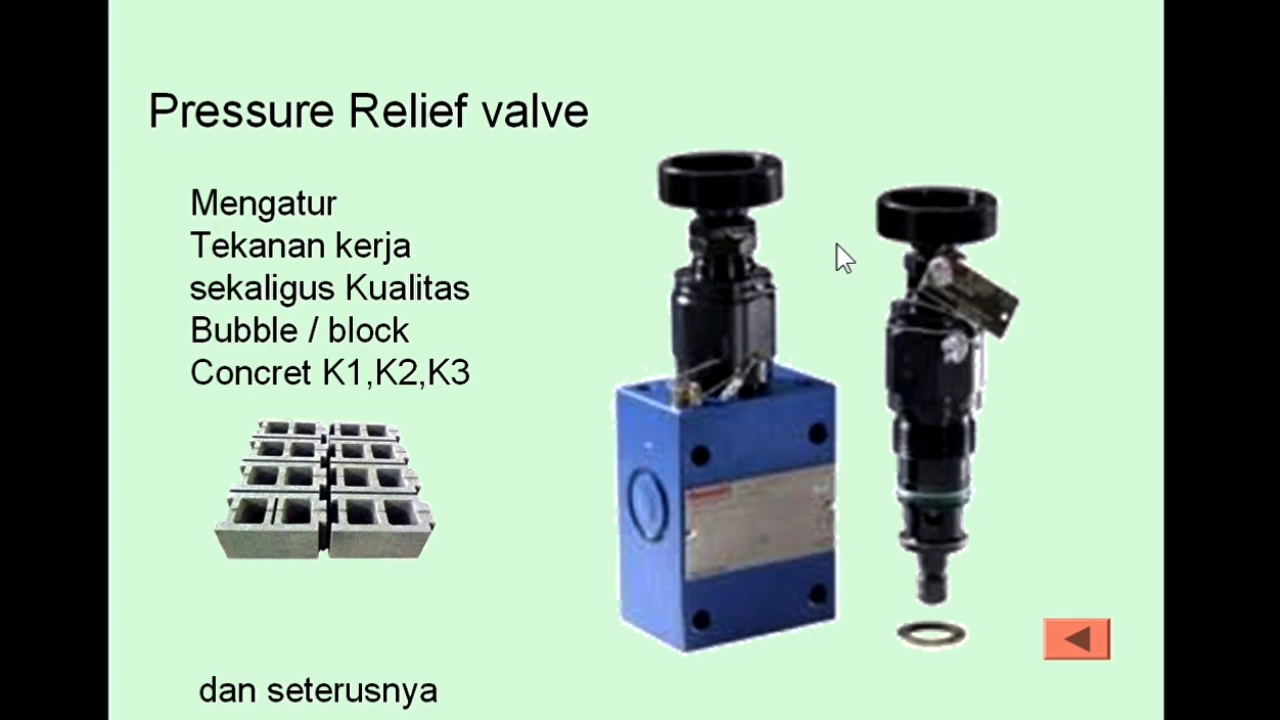 Pressure Relief valve
Mengatur
Tekanan kerja
sekaligus Kualitas
Bubble / block
Concret K1,K2,K3
dan seterusnya